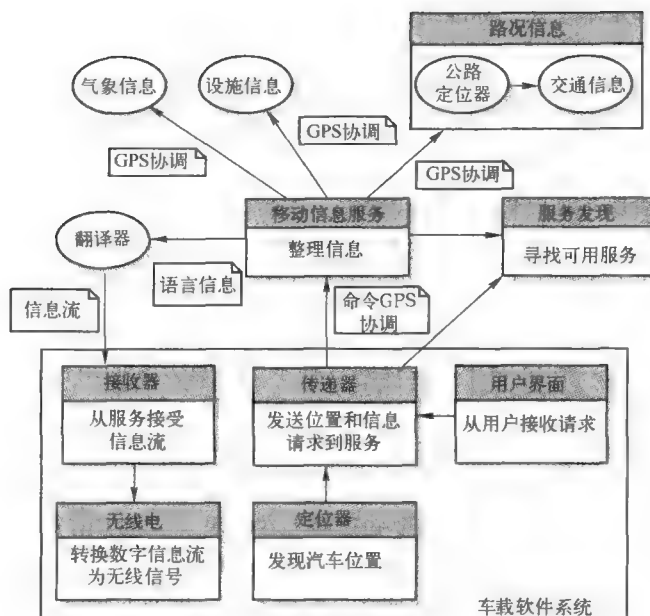 路况信息
公路
定位器
交通信息
气象信息
设施信息
GPS协调
GPS协调
GPS协调
移动信息服务
整理信息
服务发现
寻找可用服务
翻译器
语言信息
命令GPS
协调
信息流
接收器
从服务接受
信息流
传递器
发送位置和信息
请求到服务
用户界面
从用户接收请求
无线电
转换数字信息流
为无线信号
定位器
发现汽车位置
车载软件系统